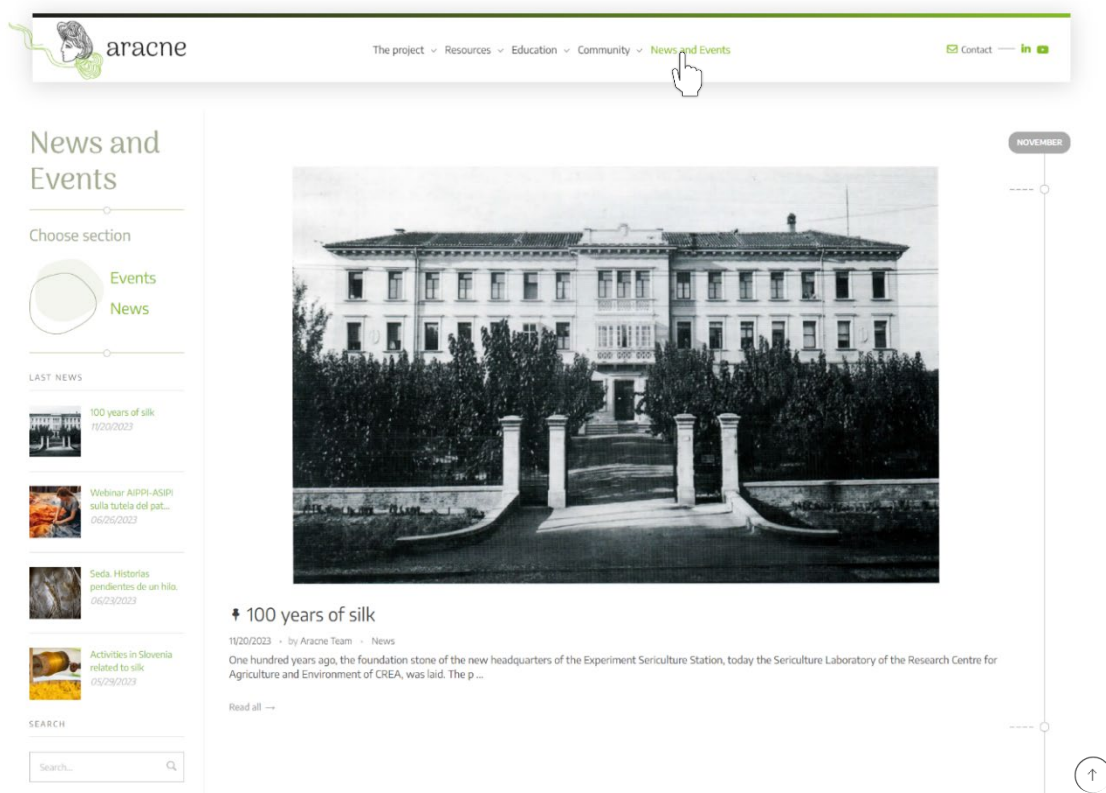 aracne
The project Resources Education Community News and Events
Contact
News and
Events
Choose section
Events
News
LAST NEWS
100 years of silk
11/20/2023
Webinar AIPPI-ASIPI
sulla tutela del pat...
06/26/2023
Seda. Historias
pendientes de un hilo.
06/23/2023
Activities in Slovenia
related to silk
05/29/2023
SEARCH
Search...
NOVEMBER
100 years of silk
11/20/2023 • by Aracne Team • News
One hundred years ago, the foundation stone of the new headquarters of the Experiment Sericulture Station, today the Sericulture Laboratory of the Research Centre for
Agriculture and Environment of CREA, was laid. The p ...
Read all →